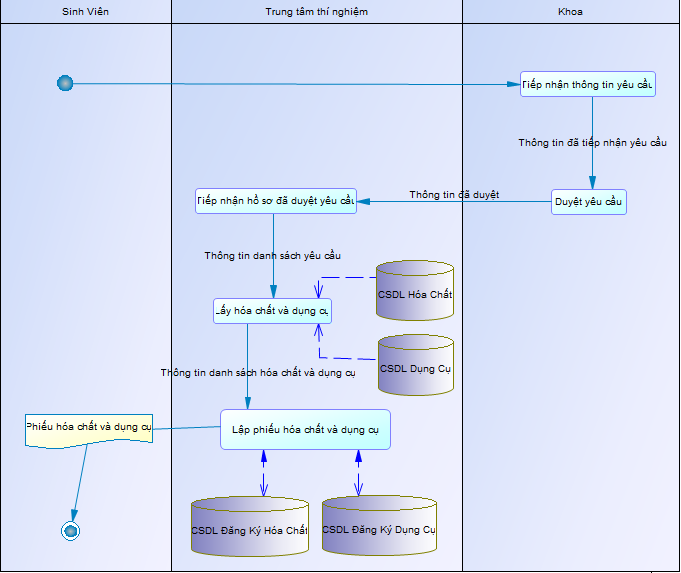 Sinh Viên
Trung tâm thí nghiệm
Khoa
Tiếp nhận thông tin yêu cầu
Thông tin đã tiếp nhận yêu cầu
Thông tin đã duyệt
Tiếp nhận hồ sơ đã duyệt yêu cầu
Duyệt yêu cầu
Thông tin danh sách yêu cầu
CSDL Hóa Chất
Lấy hóa chất và dụng cụ
Thông tin danh sách hóa chất và dụng cụ
CSDL Dụng Cụ
Phiếu hóa chất và dụng cụ
Lập phiếu hóa chất và dụng cụ
CSDL Đăng Ký Hóa Chất
CSDL Đăng Ký Dụng Cụ